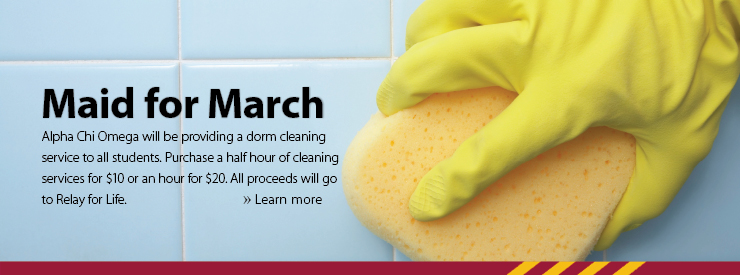 Maid for March
Alpha Chi Omega will be providing a dorm cleaning
service to all students. Purchase a half hour of cleaning
services for $10 or an hour for $20. All proceeds will go
to Relay for Life. » Learn more